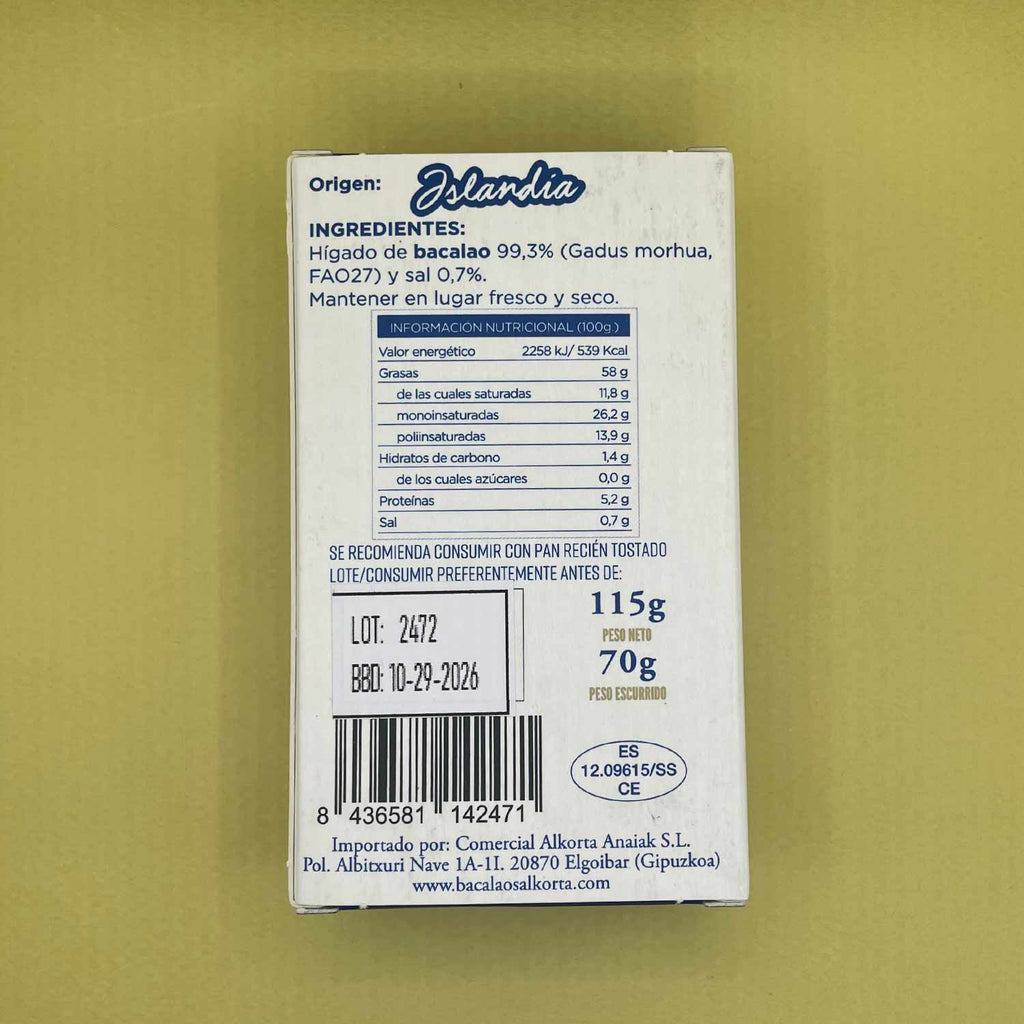 Origen: Islandia
INGREDIENTES:
Hígado de bacalao 99,3% (Gadus morhua,
FAO27) y sal 0,7%.
Mantener en lugar fresco y seco.
INFORMACIÓN NUTRICIONAL (100g.)
Valor energético 2258 kJ/ 539 Kcal
Grasas 58 g
de las cuales saturadas 11,8 g
monoinsaturadas 26,2 g
poliinsaturadas 13,9 g
Hidratos de carbono 1,4 g
de los cuales azúcares 0,0 g
Proteínas 5,2 g
Sal 0,7 g
SE RECOMIENDA CONSUMIR CON PAN RECIÉN TOSTADO
LOTE/CONSUMIR PREFERENTEMENTE ANTES DE:
LOT: 2472
BBD: 10-29-2026
115g
PESO NETO
70g
PESO ESCURRIDO
ES
12.09615/SS
CE
8 436581 142471
Importado por: Comercial Alkorta Anaiak S.L.
Pol. Albitxuri Nave 1A-1I. 20870 Elgoibar (Gipuzkoa)
www.bacalaosalkorta.com